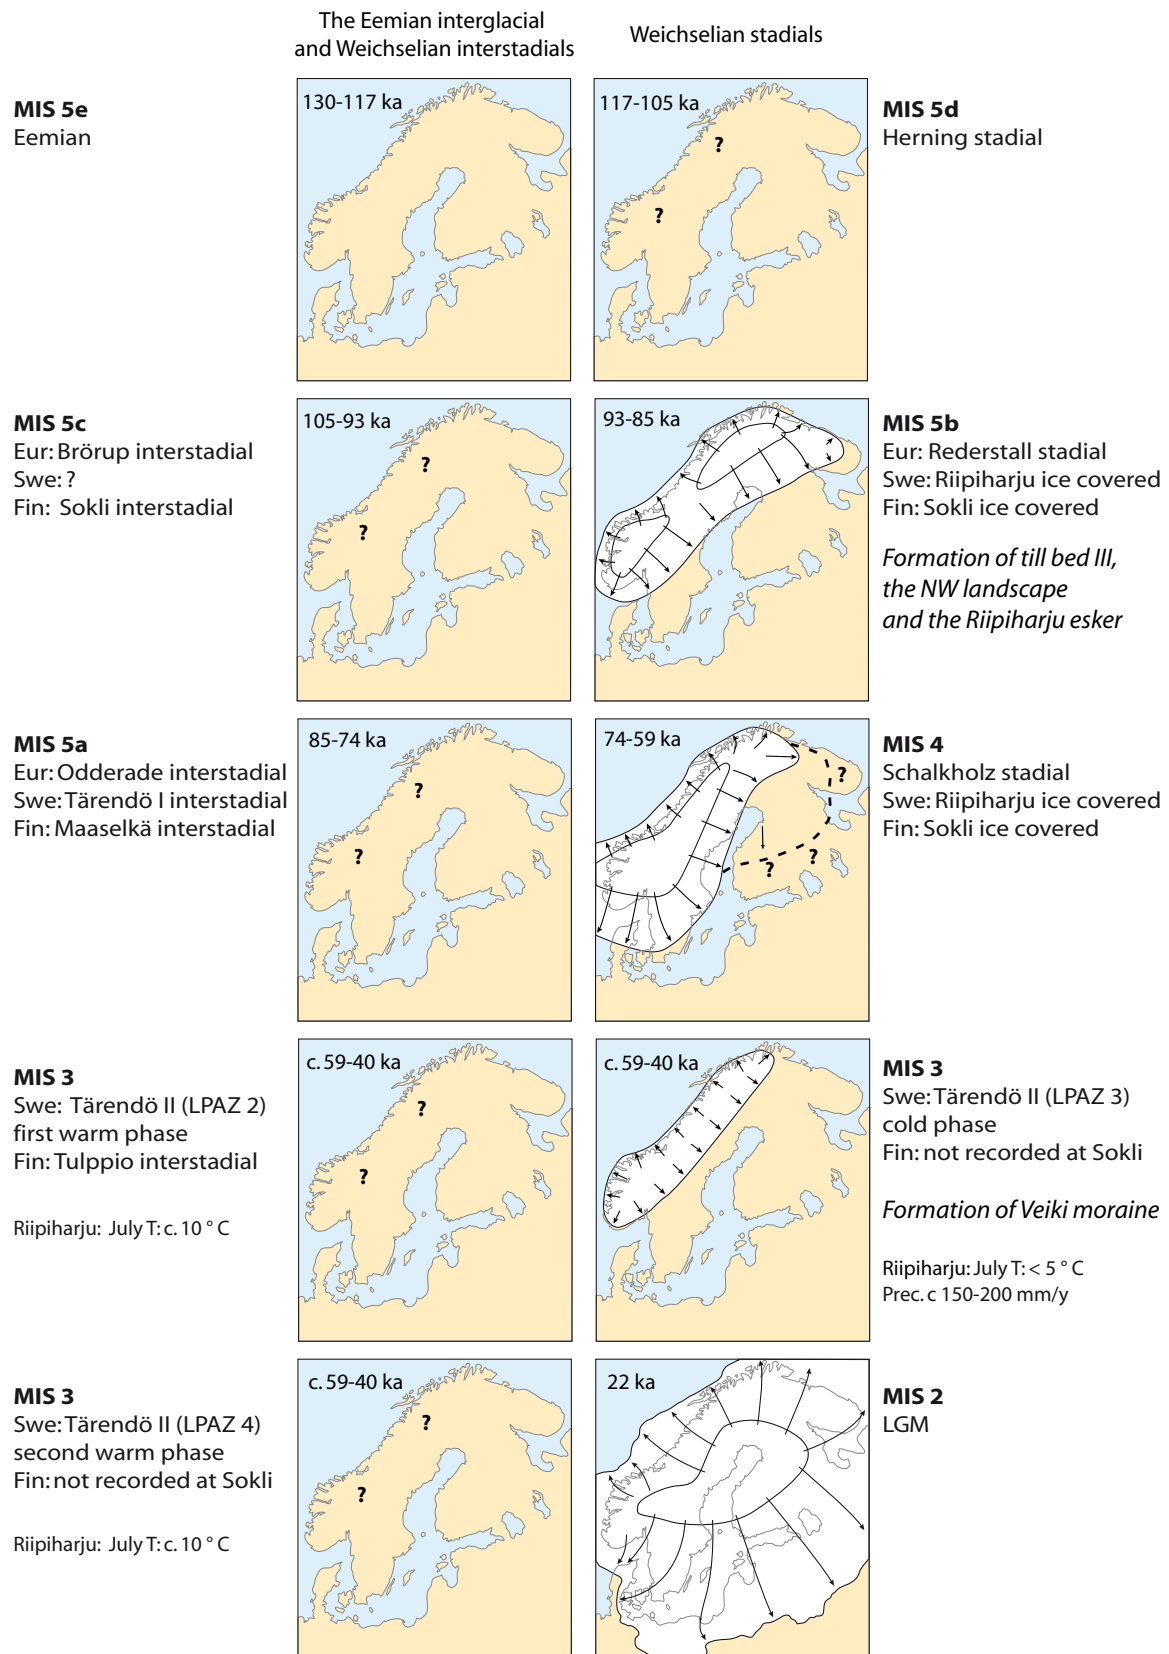 The Eemian interglacial
and Weichselian interstadials
Weichselian stadials
MIS 5e
Eemian
130-117 ka
117-105 ka
?
?
MIS 5d
Herning stadial
MIS 5c
Eur: Brörup interstadial
Swe: ?
Fin: Sokli interstadial
105-93 ka
?
?
93-85 ka
MIS 5b
Eur: Rederstall stadial
Swe: Riipiharju ice covered
Fin: Sokli ice covered
Formation of till bed III,
the NW landscape
and the Riipiharju esker
MIS 5a
Eur: Odderade interstadial
Swe: Tärendö I interstadial
Fin: Maaselkä interstadial
85-74 ka
?
?
74-59 ka
?
?
?
MIS 4
Schalkholz stadial
Swe: Riipiharju ice covered
Fin: Sokli ice covered
MIS 3
Swe: Tärendö II (LPAZ 2)
first warm phase
Fin: Tulppio interstadial
Riipiharju: July T: c. 10 ° C
c. 59-40 ka
?
?
c. 59-40 ka
MIS 3
Swe: Tärendö II (LPAZ 3)
cold phase
Fin: not recorded at Sokli
Formation of Veiki moraine
Riipiharju: July T: < 5 ° C
Prec. c 150-200 mm/y
MIS 3
Swe: Tärendö II (LPAZ 4)
second warm phase
Fin: not recorded at Sokli
Riipiharju: July T: c. 10 ° C
c. 59-40 ka
?
?
22 ka
MIS 2
LGM